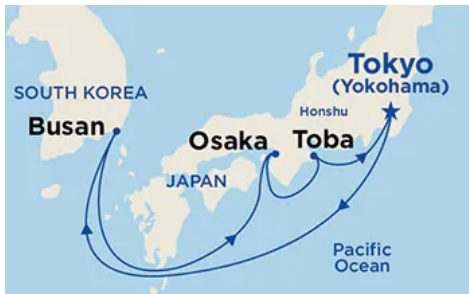 Tokyo
(Yokohama)
SOUTH KOREA
Honshu
Busan
Osaka
Toba
JAPAN
Pacific
Ocean